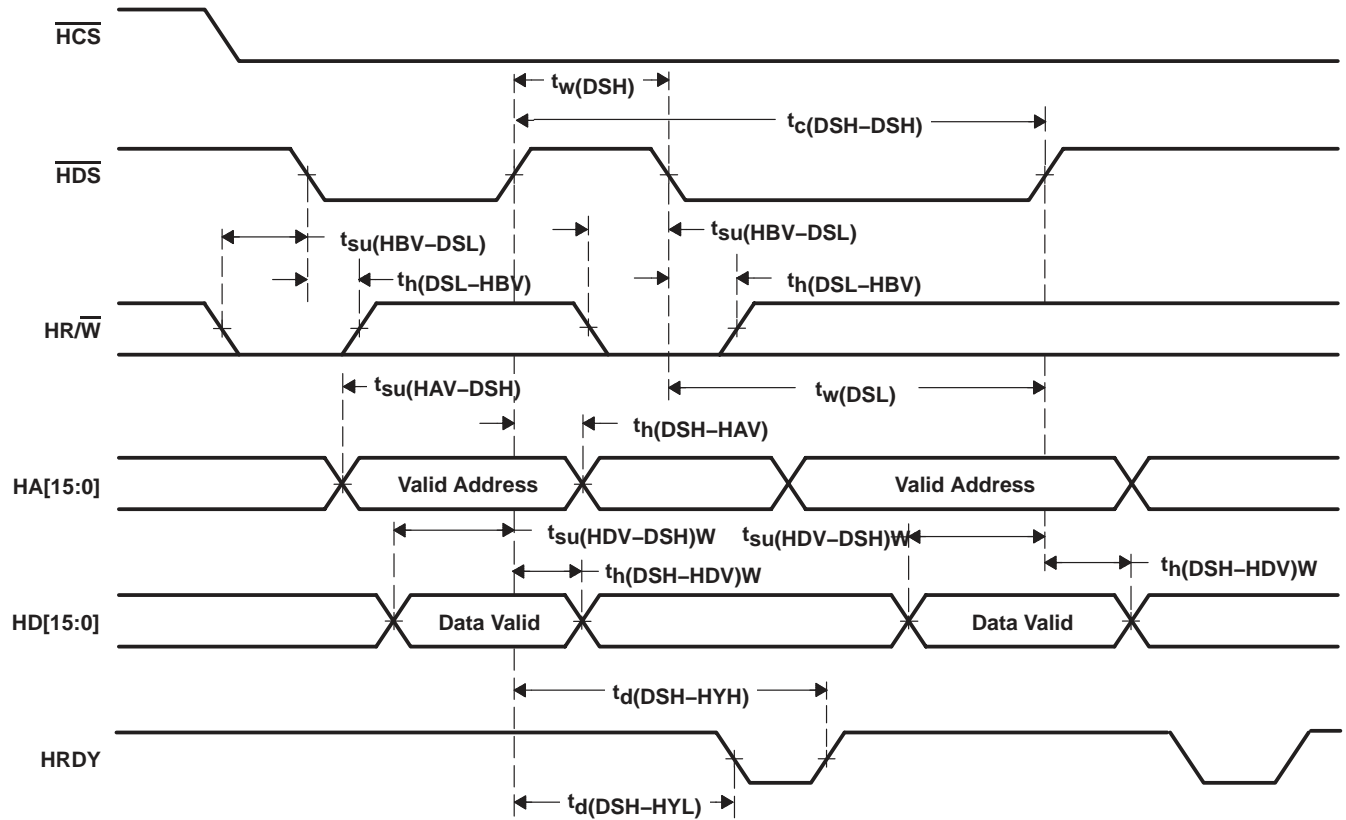 H̅C̅S̅
tw(DSH)
tc(DSH–DSH)
H̅D̅S̅
tsu(HBV–DSL)
tsu(HBV–DSL)
th(DSL–HBV)
th(DSL–HBV)
HR/W̅
tsu(HAV–DSH)
tw(DSL)
th(DSH–HAV)
HA[15:0]
Valid Address
Valid Address
tsu(HDV–DSH)W
tsu(HDV–DSH)W
th(DSH–HDV)W
th(DSH–HDV)W
HD[15:0]
Data Valid
Data Valid
td(DSH–HYH)
HRDY
td(DSH–HYL)